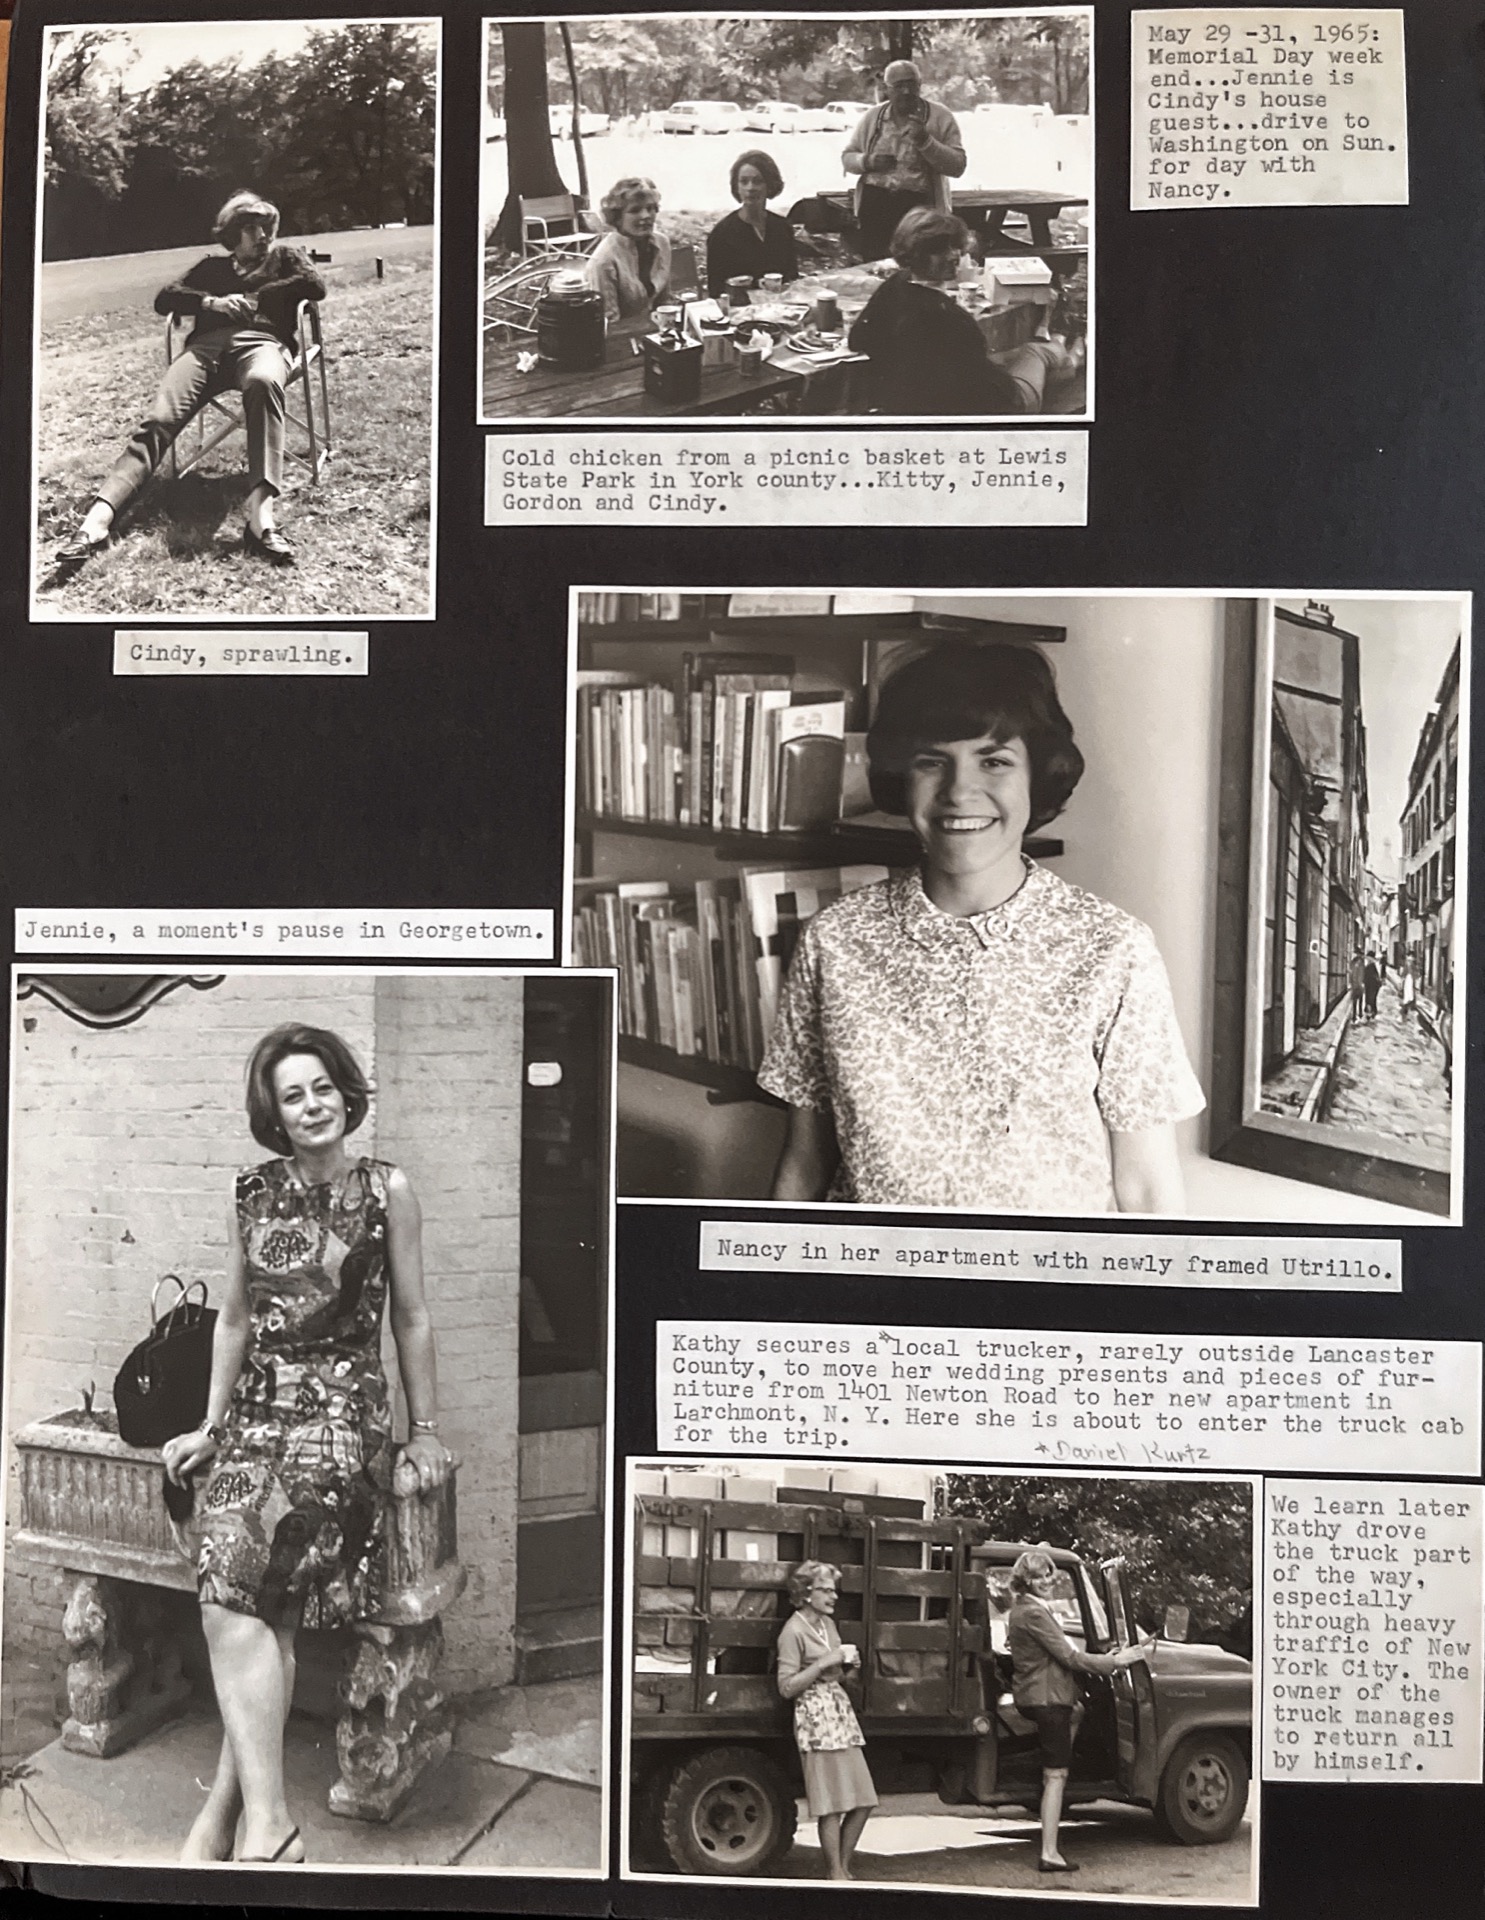 May 29 -31, 1965:
Memorial Day week
end...Jennie is
Cindy's house
guest...drive to
Washington on Sun.
for day with
Nancy.
Cold chicken from a picnic basket at Lewis
State Park in York county...Kitty, Jennie,
Gordon and Cindy.
Cindy, sprawling.
Jennie, a moment's pause in Georgetown.
Nancy in her apartment with newly framed Utrillo.
Kathy secures a *local trucker, rarely outside Lancaster
County, to move her wedding presents and pieces of fur-
niture from 1401 Newton Road to her new apartment in
Larchmont, N. Y. Here she is about to enter the truck cab
for the trip.
*Daniel Kurtz
We learn later
Kathy drove
the truck part
of the way,
especially
through heavy
traffic of New
York City. The
owner of the
truck manages
to return all
by himself.